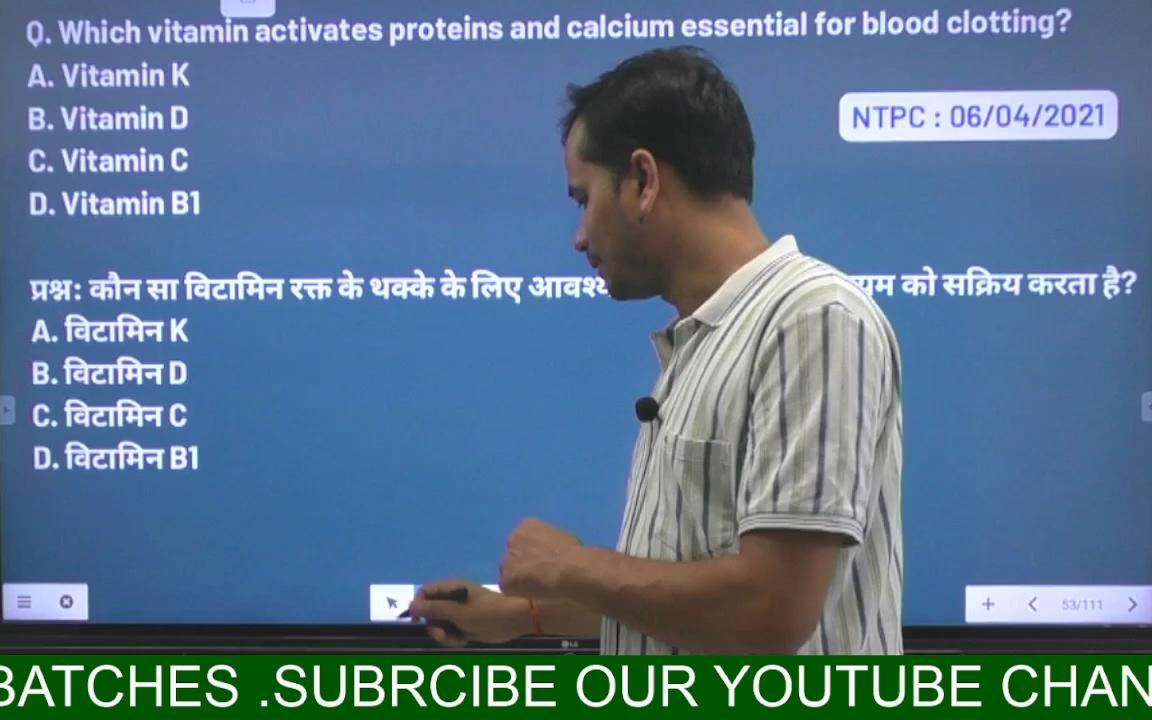 Q. Which vitamin activates proteins and calcium essential for blood clotting?
A. Vitamin K
B. Vitamin D
C. Vitamin C
D. Vitamin B1
NTPC : 06/04/2021
प्रश्न: कौन सा विटामिन रक्त के थक्के के लिए को सक्रिय करता है?
A. विटामिन K
B. विटामिन D
C. विटामिन C
D. विटामिन B1
53/111
LG
BATCHES .SUBRCIBE OUR YOUTUBE CHAN